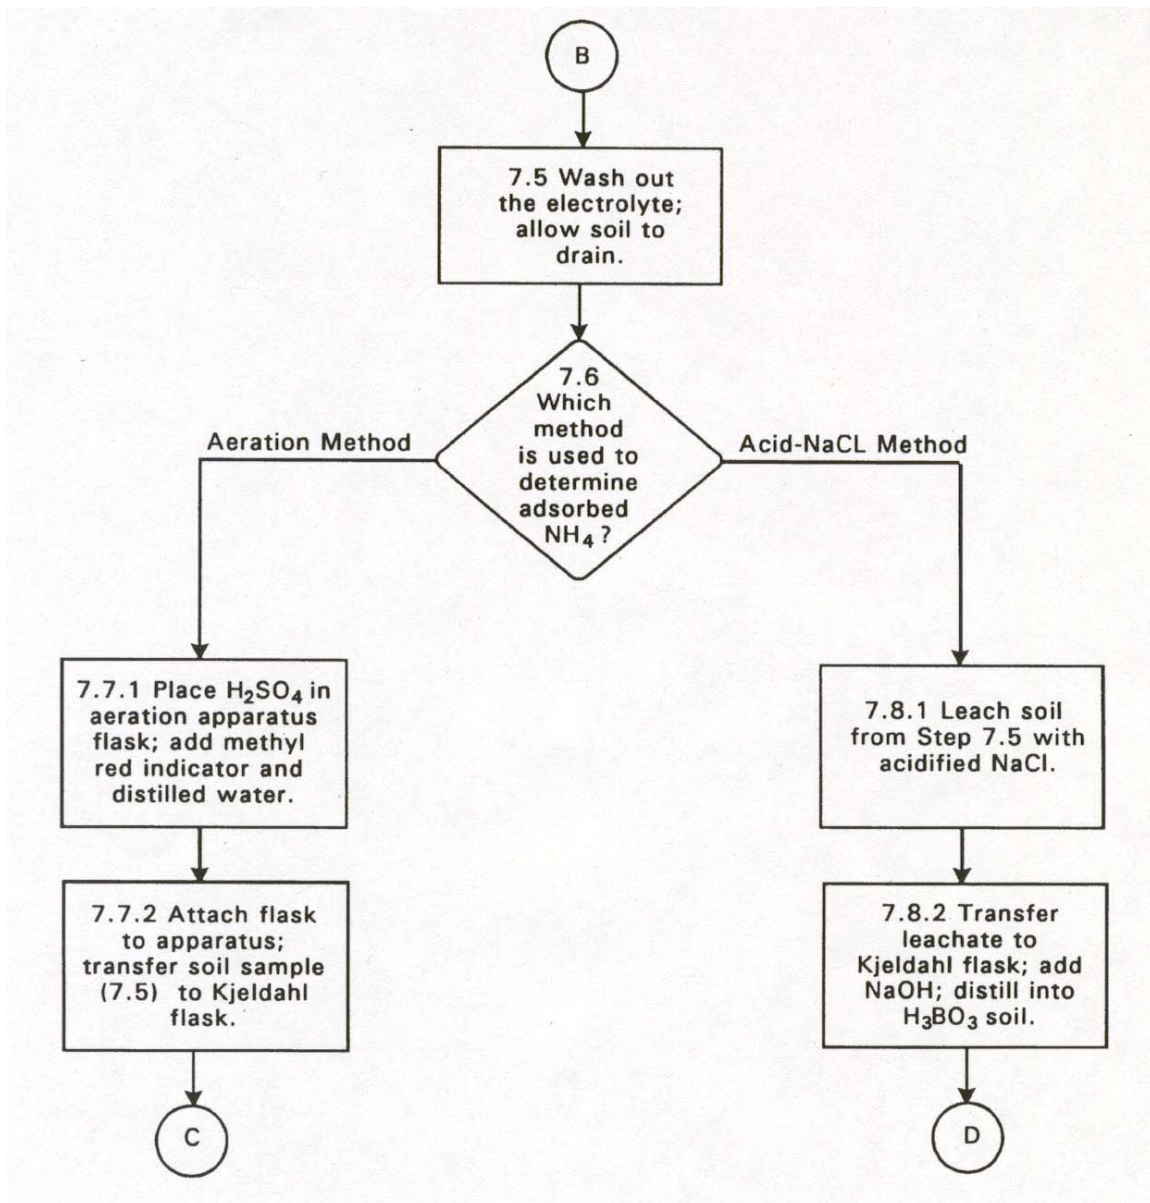 B
7.5 Wash out
the electrolyte;
allow soil to
drain.
7.6
Which
method
is used to
determine
adsorbed
NH₄ ?
Aeration Method
Acid-NaCL Method
7.7.1 Place H₂SO₄ in
aeration apparatus
flask; add methyl
red indicator and
distilled water.
7.8.1 Leach soil
from Step 7.5 with
acidified NaCl.
7.7.2 Attach flask
to apparatus;
transfer soil sample
(7.5) to Kjeldahl
flask.
7.8.2 Transfer
leachate to
Kjeldahl flask; add
NaOH; distill into
H₃BO₃ soil.
C
D